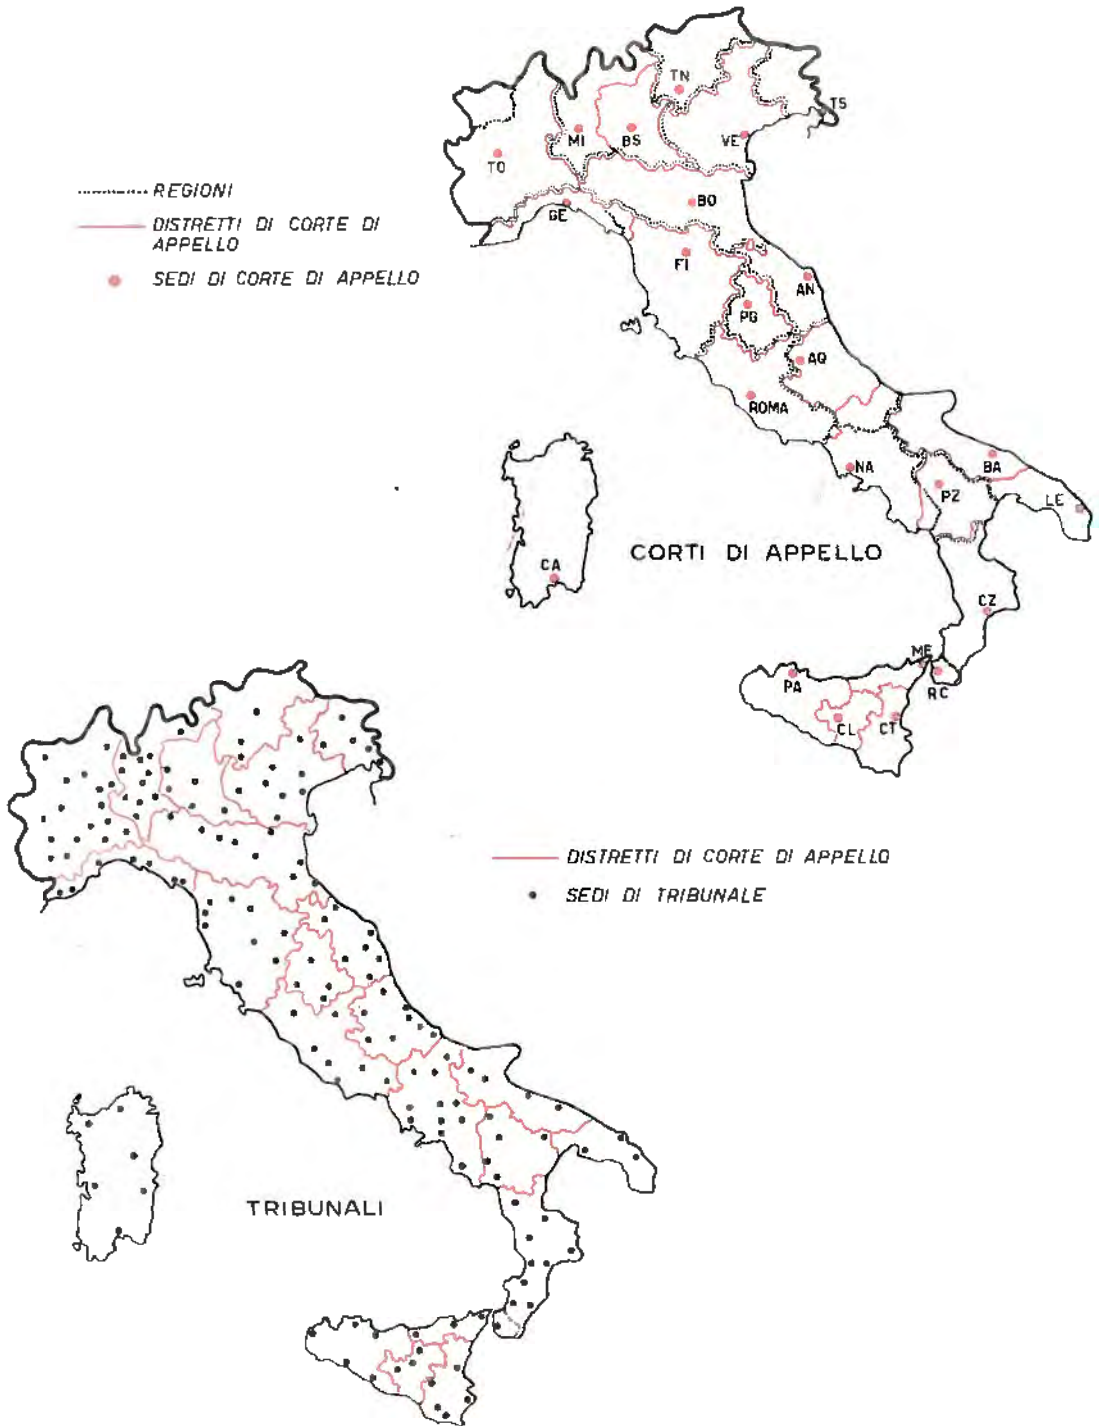 TN
TS
MI
BS
VE
TO
REGIONI
DISTRETTI DI CORTE DI
APPELLO
SEDI DI CORTE DI APPELLO
GE
BO
FI
AN
PG
AQ
ROMA
NA
BA
PZ
LE
CORTI DI APPELLO
CA
CZ
ME
PA
RC
CL
CT
DISTRETTI DI CORTE DI APPELLO
SEDI DI TRIBUNALE
TRIBUNALI